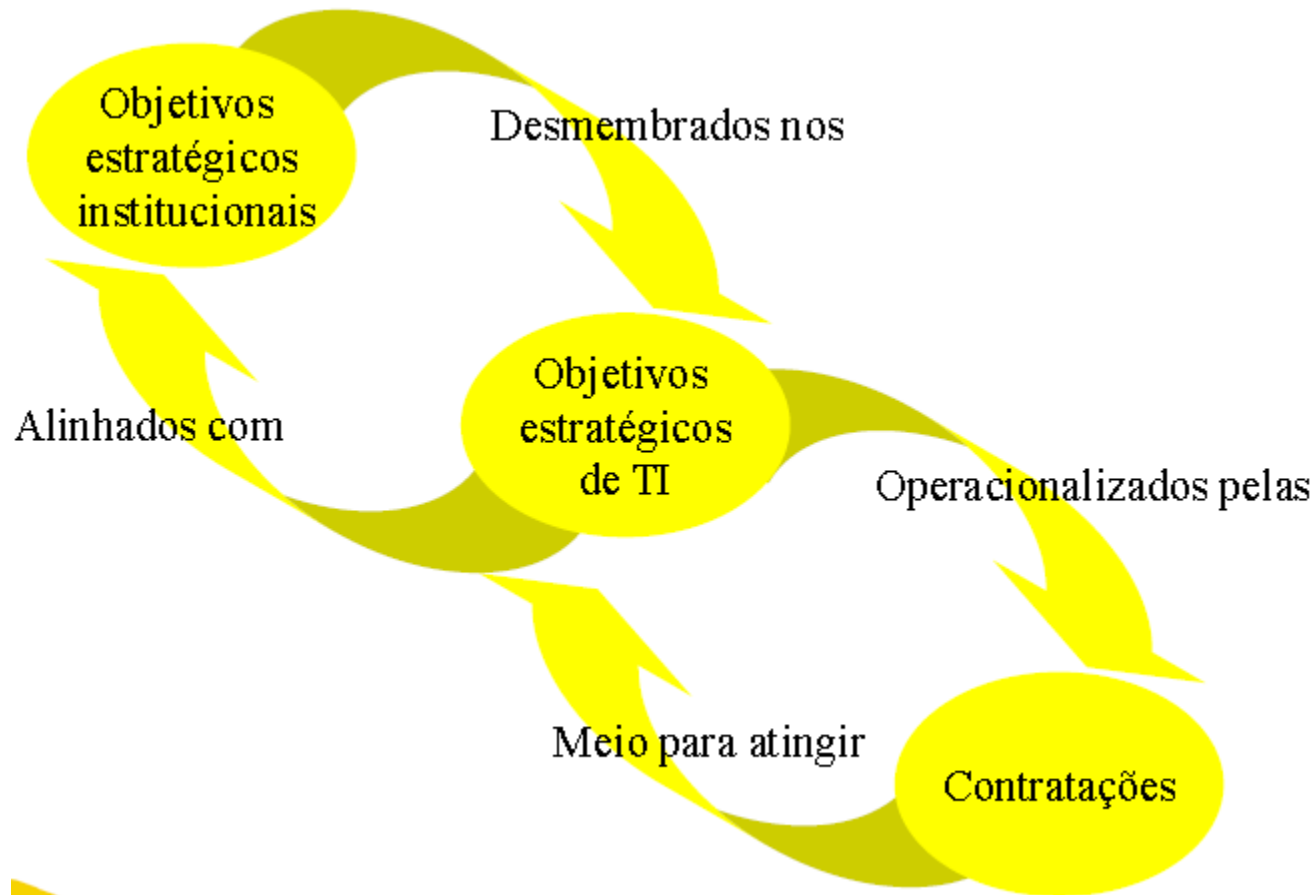 Objetivos
estratégicos
institucionais
Desmembrados nos
Objetivos
estratégicos
de TI
Alinhados com
Operacionalizados pelas
Meio para atingir
Contratações